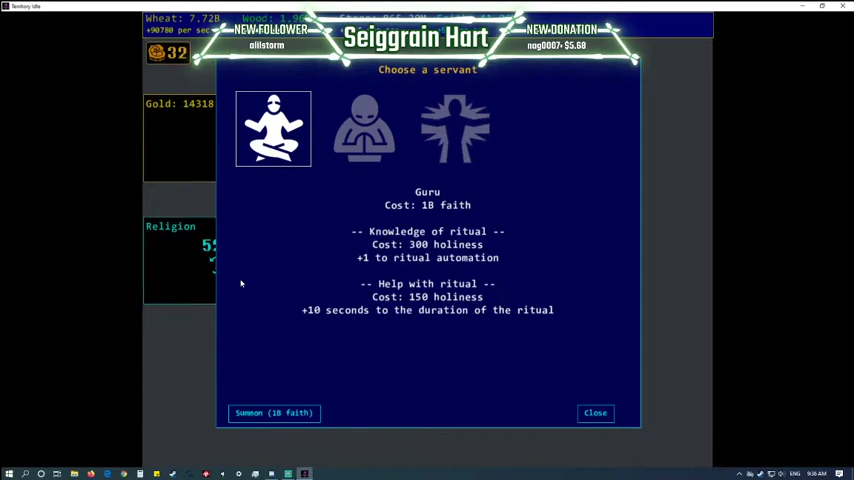 Territory Idle
Wheat: 7.72B
+90780 per sec
NEW FOLLOWER
alilstorm
Seiggrain Hart
NEW DONATION
nog0007: $5.68
32
Choose a servant
Gold: 14318
Guru
Cost: 1B faith
-- Knowledge of ritual --
Cost: 300 holiness
+1 to ritual automation
Religion
-- Help with ritual --
Cost: 150 holiness
+10 seconds to the duration of the ritual
Summon (1B faith)
Close
ENG
9:36 AM